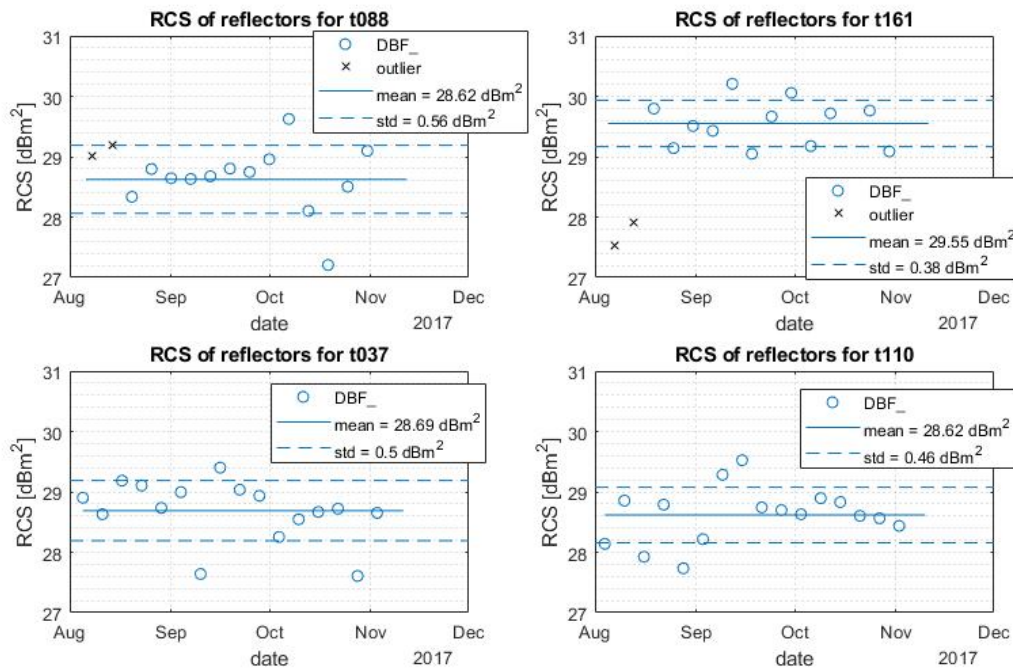 RCS of reflectors for t088
31
30
29
28
27
RCS [dBm²]
DBF_
outlier
mean = 28.62 dBm²
std = 0.56 dBm²
Aug Sep Oct Nov Dec
date
2017
RCS of reflectors for t161
31
30
29
28
27
RCS [dBm²]
DBF_
outlier
mean = 29.55 dBm²
std = 0.38 dBm²
Aug Sep Oct Nov Dec
date
2017
RCS of reflectors for t037
31
30
29
28
27
RCS [dBm²]
DBF_
mean = 28.69 dBm²
std = 0.5 dBm²
Aug Sep Oct Nov Dec
date
2017
RCS of reflectors for t110
31
30
29
28
27
RCS [dBm²]
DBF_
mean = 28.62 dBm²
std = 0.46 dBm²
Aug Sep Oct Nov Dec
date
2017